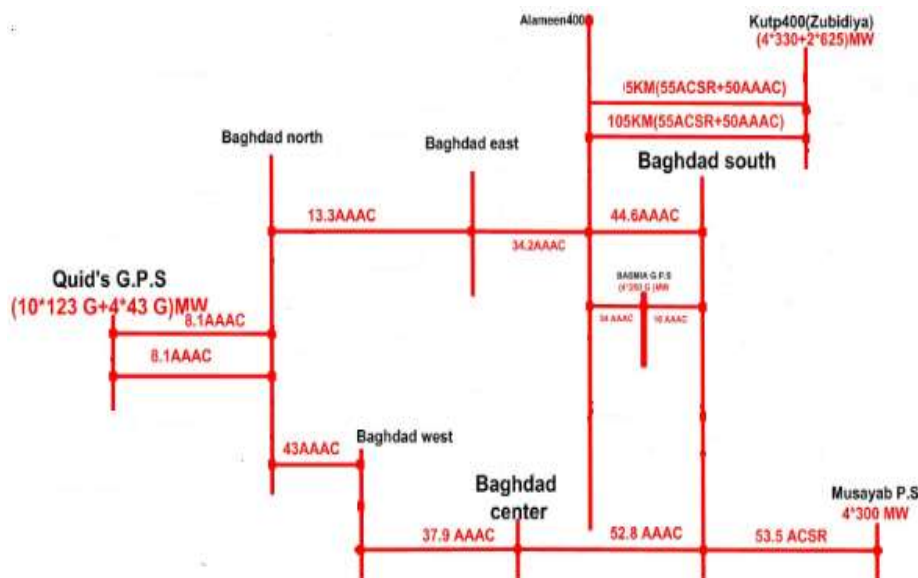 Alameen400
Kutp400(Zubidiya)
(4*330+2*625)MW
5KM(55ACSR+50AAAC)
105KM(55ACSR+50AAAC)
Baghdad north
Baghdad east
Baghdad south
13.3AAAC
34.2AAAC
44.6AAAC
Quid's G.P.S
(10*123 G+4*43 G)MW
8.1AAAC
8.1AAAC
G.P.S
AAAC
AAAC
43AAAC
Baghdad west
Baghdad
center
37.9 AAAC
52.8 AAAC
53.5 ACSR
Musayab P.S
4*300 MW